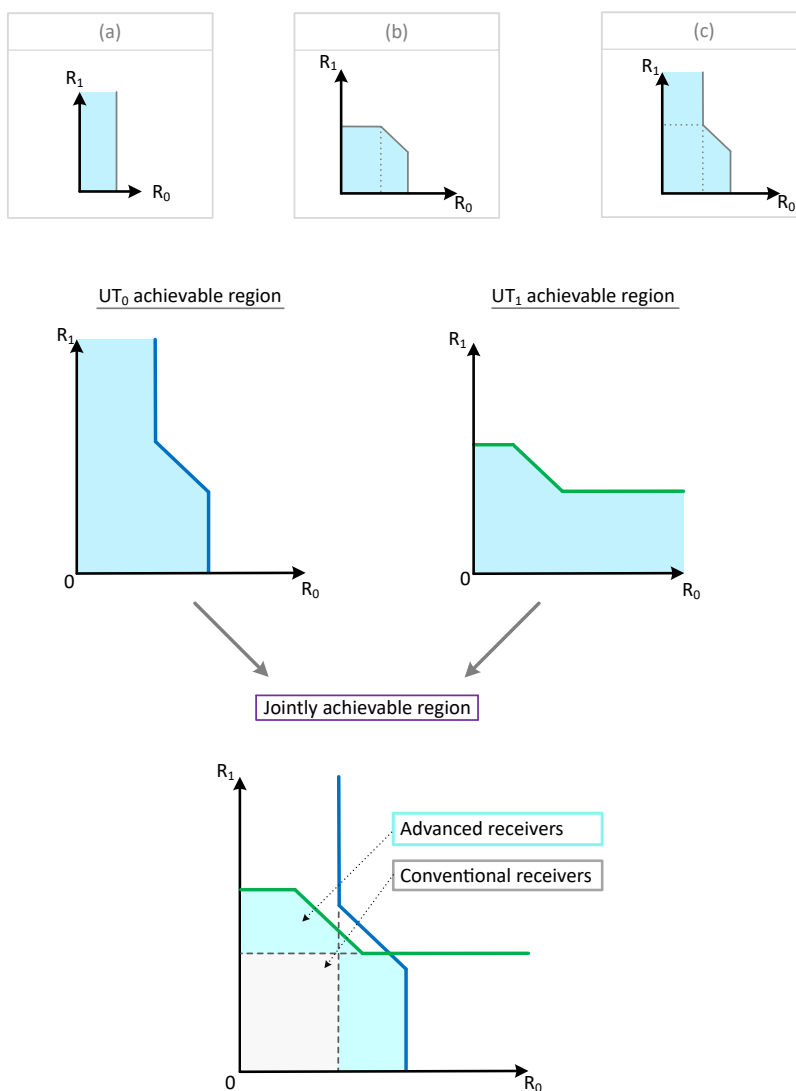 (a)
(b)
(c)
R1
R0
R1
R0
R1
R0
UT0 achievable region
UT1 achievable region
R1
0
R0
R1
0
R0
Jointly achievable region
R1
Advanced receivers
Conventional receivers
0
R0